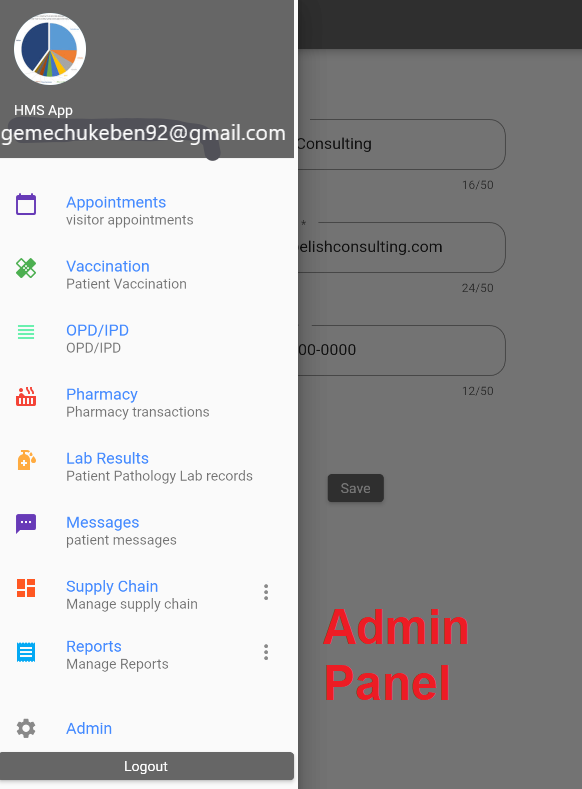 HMS App
gemechukeben92@gmail.com
Appointments
visitor appointments
Vaccination
Patient Vaccination
OPD/IPD
OPD/IPD
Pharmacy
Pharmacy transactions
Lab Results
Patient Pathology Lab records
Messages
patient messages
Supply Chain
Manage supply chain
Reports
Manage Reports
Admin
Logout
Consulting
16/50
*
elishconsulting.com
24/50
00-0000
12/50
Save
Admin
Panel